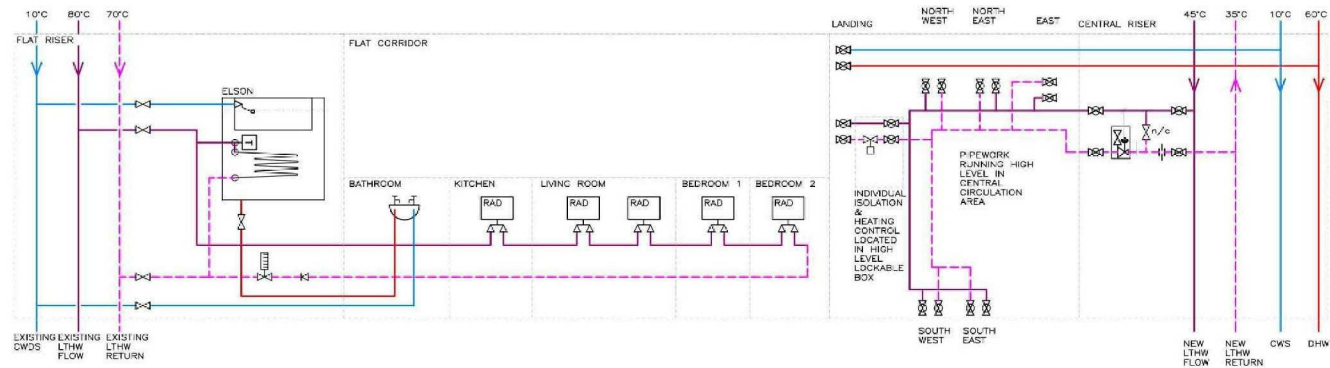 10°C
80°C
70°C
FLAT RISER
FLAT CORRIDOR
ELSON
T
BATHROOM
KITCHEN
LIVING ROOM
BEDROOM 1
BEDROOM 2
RAD
RAD
RAD
RAD
RAD
EXISTING
CWDS
EXISTING
LTHW
FLOW
EXISTING
LTHW
RETURN
LANDING
NORTH
WEST
NORTH
EAST
EAST
CENTRAL RISER
45°C
35°C
10°C
60°C
n/c
PIPEWORK
RUNNING HIGH
LEVEL IN
CENTRAL
CIRCULATION
AREA
INDIVIDUAL
ISOLATION
&
HEATING
CONTROL
LOCATED
IN HIGH
LEVEL
LOCKABLE
BOX
SOUTH
WEST
SOUTH
EAST
NEW
LTHW
FLOW
NEW
LTHW
RETURN
CWS
DHW